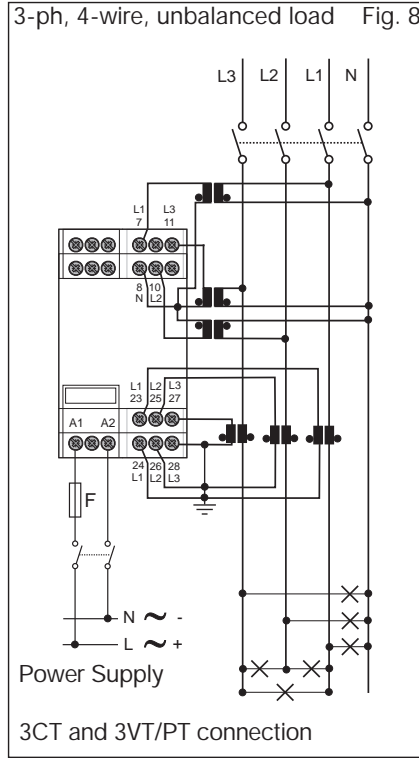 3-ph, 4-wire, unbalanced load Fig. 8
L3 L2 L1 N
L1 L3
7 11
8 10
N L2
L1 L2 L3
23 25 27
A1 A2
24 26 28
L1 L2 L3
F
N ~ -
L ~ +
Power Supply
3CT and 3VT/PT connection